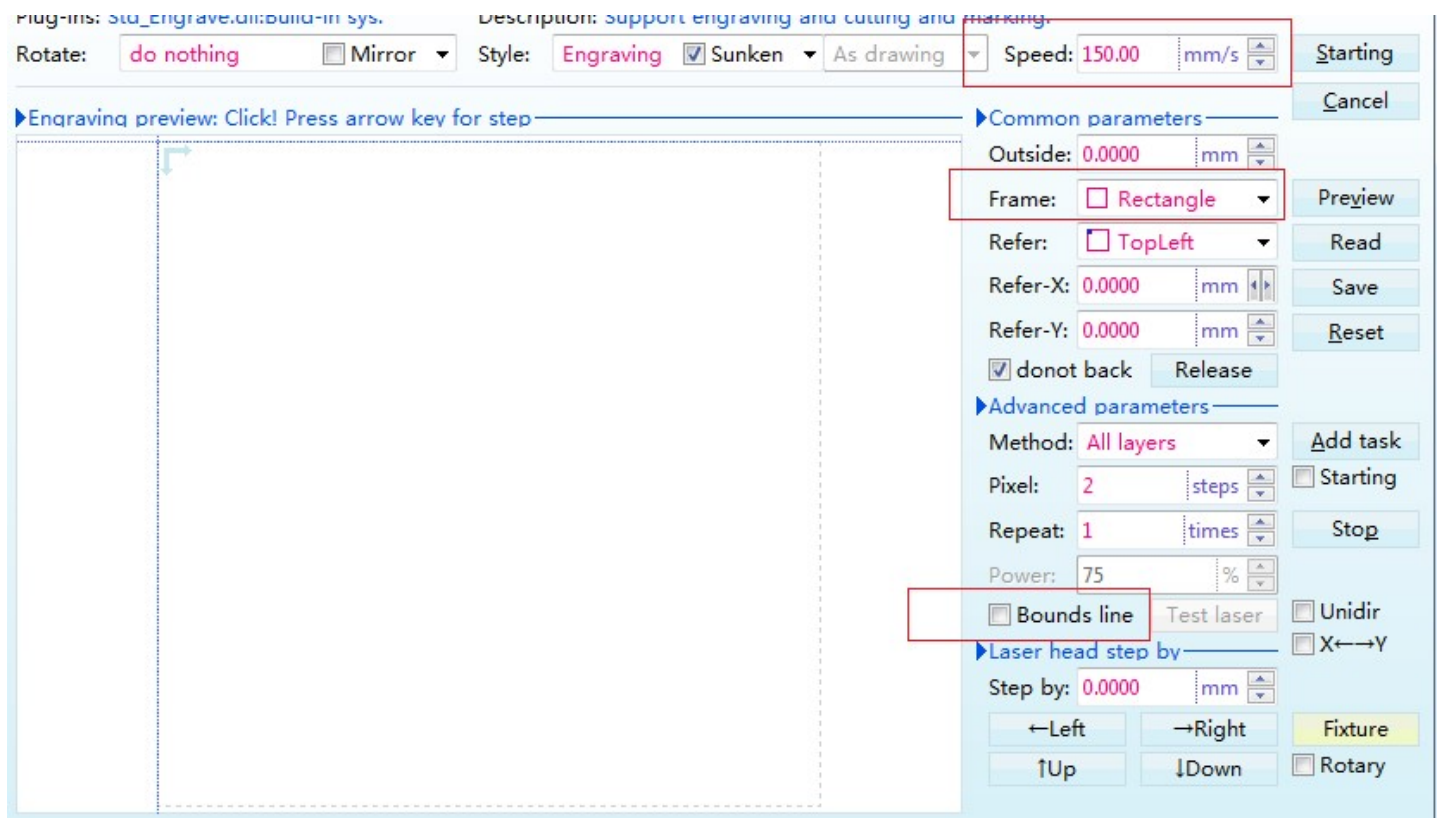 Plug-ins: Std_Engrave.dll:Build-in sys. Description: Support engraving and cutting and marking.
Rotate: do nothing Mirror Style: Engraving Sunken As drawing Speed: 150.00 mm/s Starting
Cancel
Engraving preview: Click! Press arrow key for step Common parameters
Outside: 0.0000 mm
Frame: Rectangle Preview
Refer: TopLeft Read
Refer-X: 0.0000 mm Save
Refer-Y: 0.0000 mm Reset
donot back Release
Advanced parameters
Method: All layers Add task
Pixel: 2 steps Starting
Repeat: 1 times Stop
Power: 75 %
Bounds line Test laser Unidir
X←→Y
Laser head step by
Step by: 0.0000 mm
←Left →Right Fixture
↑Up ↓Down Rotary